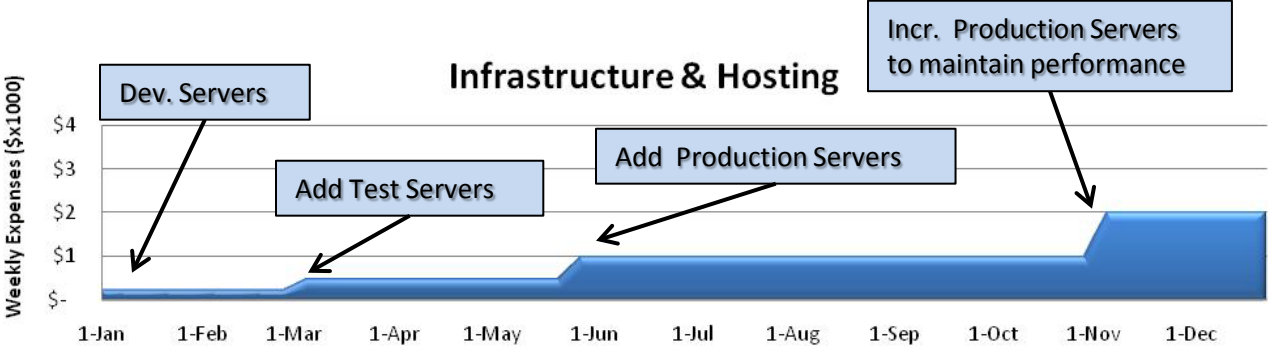 Incr.  Production Servers
to maintain performance
Infrastructure & Hosting
Dev. Servers
Add  Production Servers
Add Test Servers
Weekly Expenses ($x1000)
$4
$3
$2
$1
$-
1-Jan 1-Feb 1-Mar 1-Apr 1-May 1-Jun 1-Jul 1-Aug 1-Sep 1-Oct 1-Nov 1-Dec